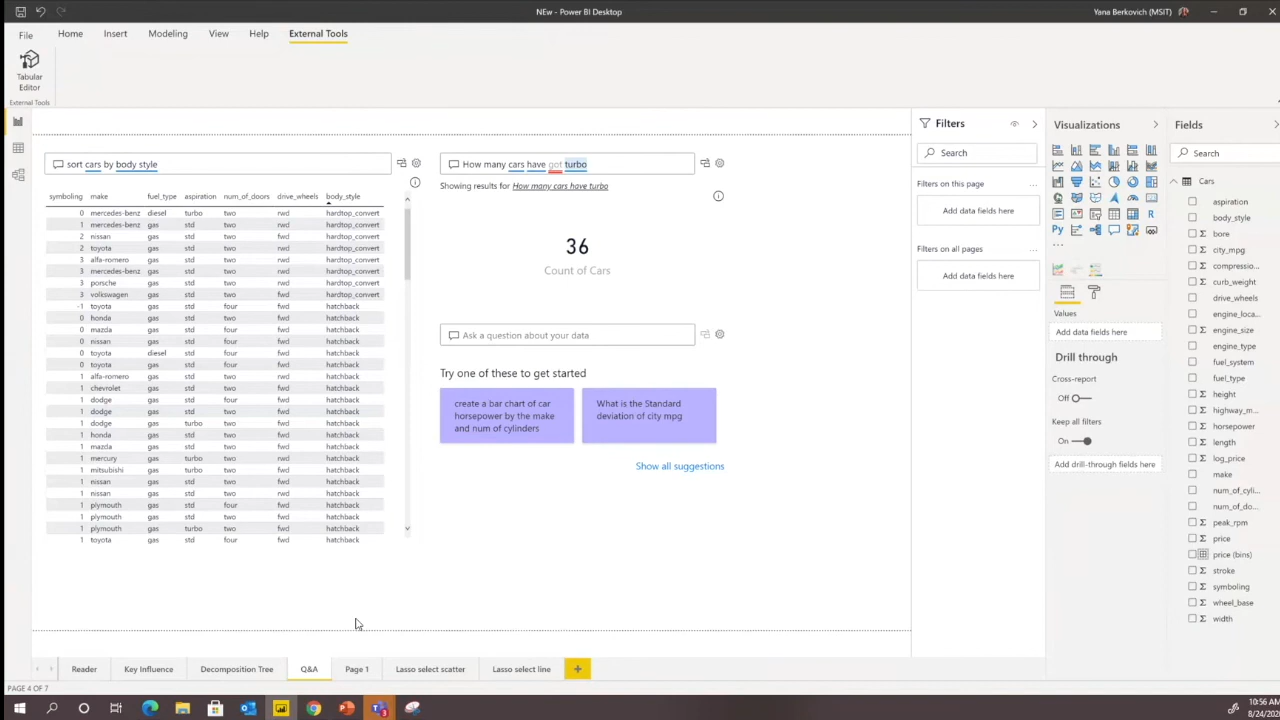 NEw - Power BI Desktop
Yana Berkovich (MSIT)
File Home Insert Modeling View Help External Tools
Tabular
Editor
External Tools
sort cars by body style
symboling make fuel_type aspiration num_of_doors drive_wheels body_style
0 mercedes-benz diesel turbo two rwd hardtop_convert
1 mercedes-benz gas std two rwd hardtop_convert
2 nissan gas std two fwd hardtop_convert
2 toyota gas std two rwd hardtop_convert
3 alfa-romero gas std two rwd hardtop_convert
3 mercedes-benz gas std two rwd hardtop_convert
3 porsche gas std two rwd hardtop_convert
3 volkswagen gas std two fwd hardtop_convert
-1 toyota gas std four fwd hatchback
0 honda gas std two fwd hatchback
0 mazda gas std four fwd hatchback
0 nissan gas std four fwd hatchback
0 toyota diesel std four fwd hatchback
0 toyota gas std four fwd hatchback
1 alfa-romero gas std two rwd hatchback
1 chevrolet gas std two fwd hatchback
1 dodge gas std four fwd hatchback
1 dodge gas std two fwd hatchback
1 dodge gas turbo two fwd hatchback
1 honda gas std two fwd hatchback
1 mazda gas std two fwd hatchback
1 mercury gas turbo two rwd hatchback
1 mitsubishi gas turbo two fwd hatchback
1 nissan gas std two fwd hatchback
1 nissan gas std two rwd hatchback
1 plymouth gas std four fwd hatchback
1 plymouth gas std two fwd hatchback
1 plymouth gas turbo two fwd hatchback
1 toyota gas std four fwd hatchback
How many cars have got turbo
Showing results for How many cars have turbo
36
Count of Cars
Ask a question about your data
Try one of these to get started
create a bar chart of car
horsepower by the make
and num of cylinders
What is the Standard
deviation of city mpg
Show all suggestions
Filters
Search
Filters on this page ...
Add data fields here
Filters on all pages ...
Add data fields here
Visualizations
R
Py
...
Values
Add data fields here
Drill through
Cross-report
Off
Keep all filters
On
Add drill-through fields here
Fields
Search
Cars
aspiration
body_style
Σ bore
Σ city_mpg
Σ compressio...
Σ curb_weight
drive_wheels
engine_loca...
Σ engine_size
engine_type
fuel_system
fuel_type
Σ height
Σ highway_m...
Σ horsepower
Σ length
Σ log_price
make
num_of_cyli...
num_of_do...
Σ peak_rpm
Σ price
price (bins)
Σ stroke
Σ symboling
Σ wheel_base
Σ width
Reader Key Influence Decomposition Tree Q&A Page 1 Lasso select scatter Lasso select line +
PAGE 4 OF 7
10:56 AM